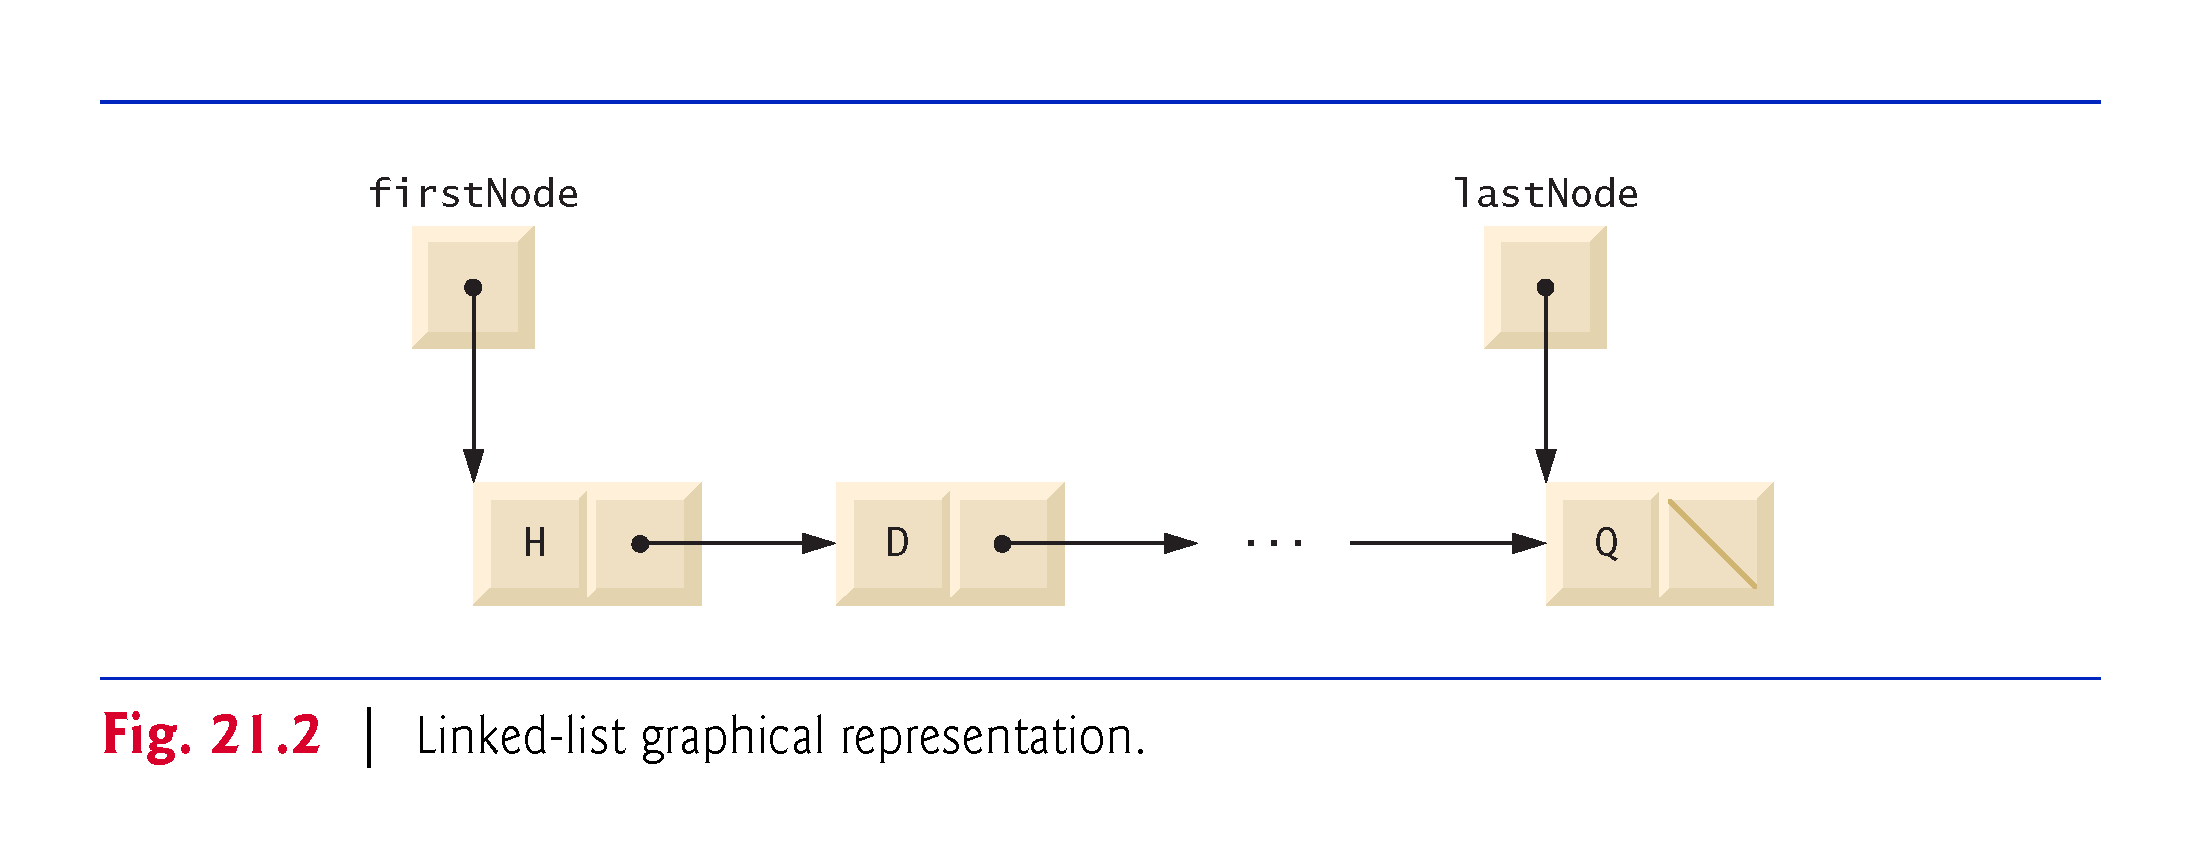 firstNode lastNode
H D ... Q
Fig. 21.2 | Linked-list graphical representation.